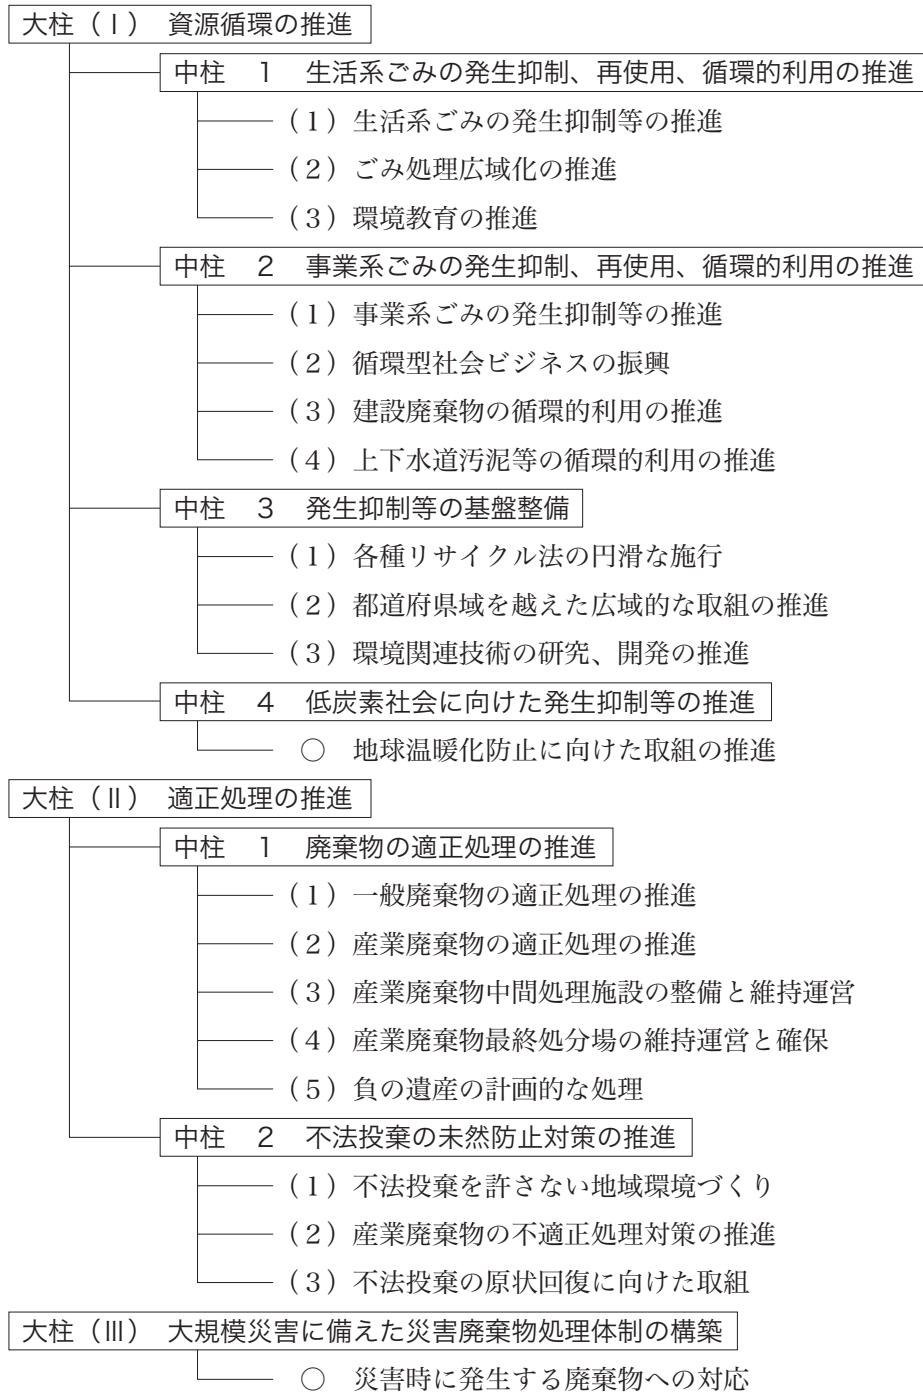 大柱（Ⅰ）　資源循環の推進
中柱　1　生活系ごみの発生抑制、再使用、循環的利用の推進
（1）生活系ごみの発生抑制等の推進
（2）ごみ処理広域化の推進
（3）環境教育の推進
中柱　2　事業系ごみの発生抑制、再使用、循環的利用の推進
（1）事業系ごみの発生抑制等の推進
（2）循環型社会ビジネスの振興
（3）建設廃棄物の循環的利用の推進
（4）上下水道汚泥等の循環的利用の推進
中柱　3　発生抑制等の基盤整備
（1）各種リサイクル法の円滑な施行
（2）都道府県域を越えた広域的な取組の推進
（3）環境関連技術の研究、開発の推進
中柱　4　低炭素社会に向けた発生抑制等の推進
○　地球温暖化防止に向けた取組の推進
大柱（Ⅱ）　適正処理の推進
中柱　1　廃棄物の適正処理の推進
（1）一般廃棄物の適正処理の推進
（2）産業廃棄物の適正処理の推進
（3）産業廃棄物中間処理施設の整備と維持運営
（4）産業廃棄物最終処分場の維持運営と確保
（5）負の遺産の計画的な処理
中柱　2　不法投棄の未然防止対策の推進
（1）不法投棄を許さない地域環境づくり
（2）産業廃棄物の不適正処理対策の推進
（3）不法投棄の原状回復に向けた取組
大柱（Ⅲ）　大規模災害に備えた災害廃棄物処理体制の構築
○　災害時に発生する廃棄物への対応